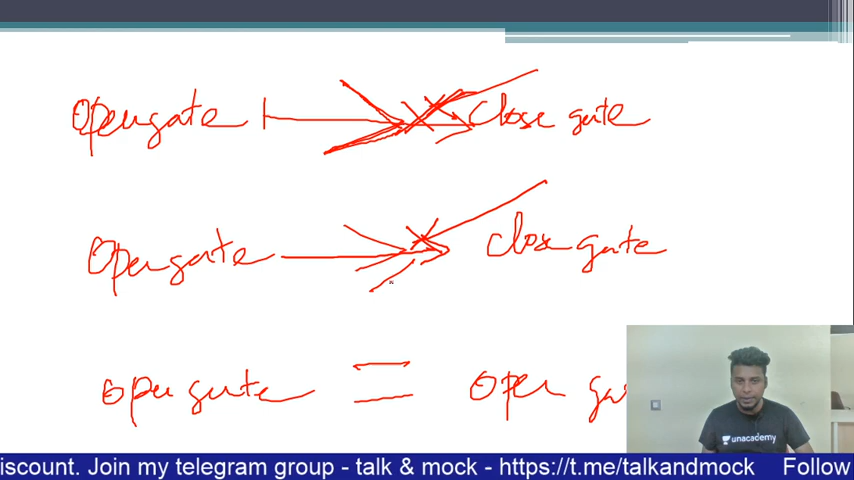 Open gate close gate
Open gate close gate
open gate = open ga
unacademy
iscount. Join my telegram group - talk & mock - https://t.me/talkandmock Follow